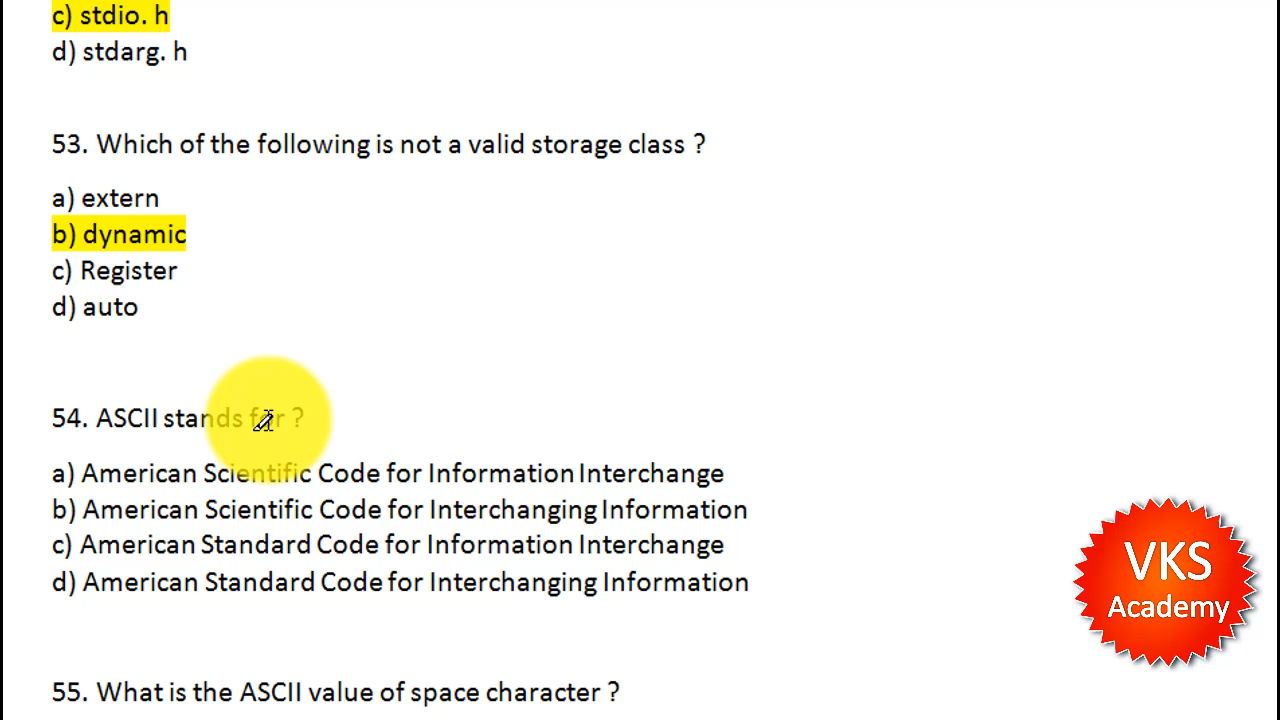 c) stdio. h
d) stdarg. h
53. Which of the following is not a valid storage class ?
a) extern
b) dynamic
c) Register
d) auto
54. ASCII stands for ?
a) American Scientific Code for Information Interchange
b) American Scientific Code for Interchanging Information
c) American Standard Code for Information Interchange
d) American Standard Code for Interchanging Information
VKS
Academy
55. What is the ASCII value of space character ?